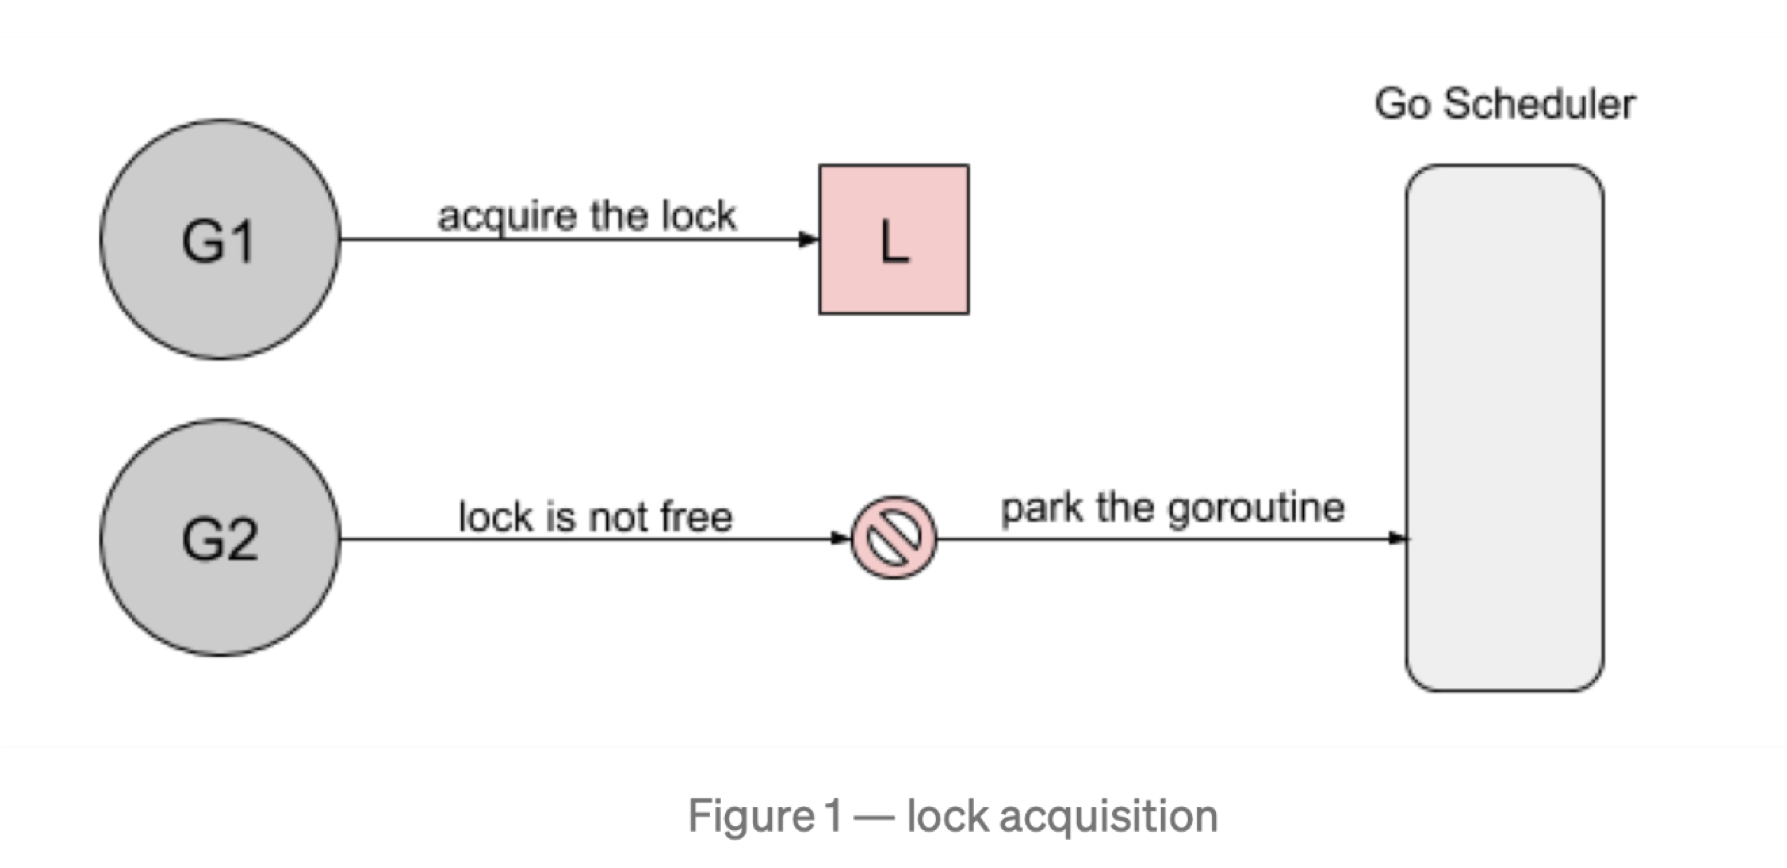 Go Scheduler
G1
acquire the lock
L
G2
lock is not free
park the goroutine
Figure 1 — lock acquisition